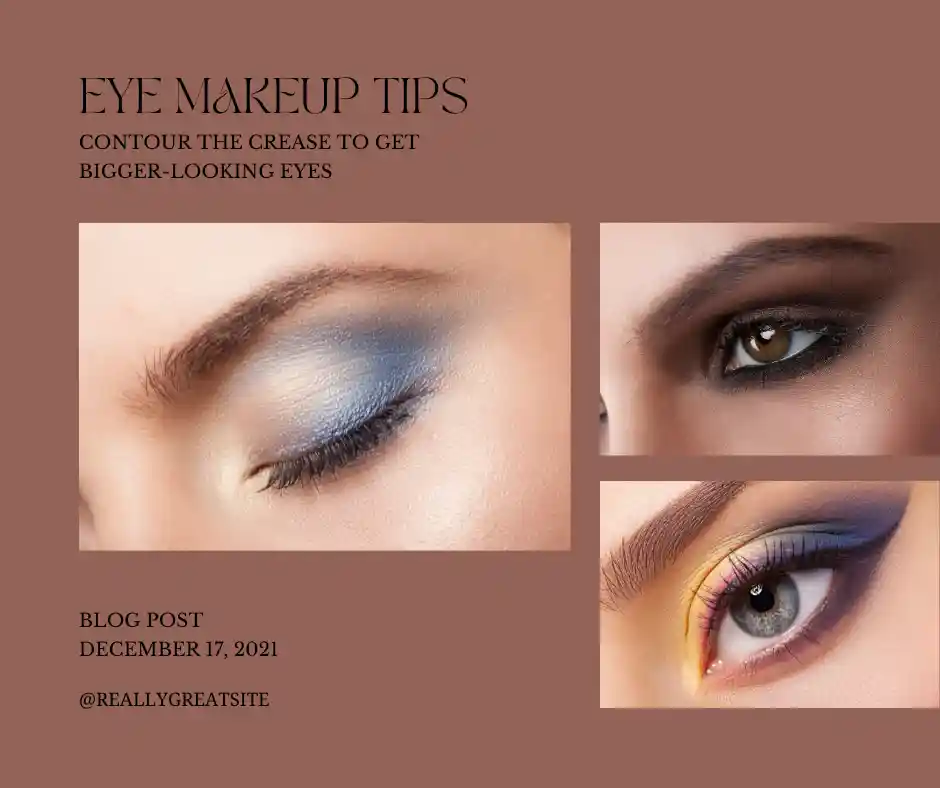 EYE MAKEUP TIPS
CONTOUR THE CREASE TO GET
BIGGER-LOOKING EYES
BLOG POST
DECEMBER 17, 2021
@REALLYGREATSITE